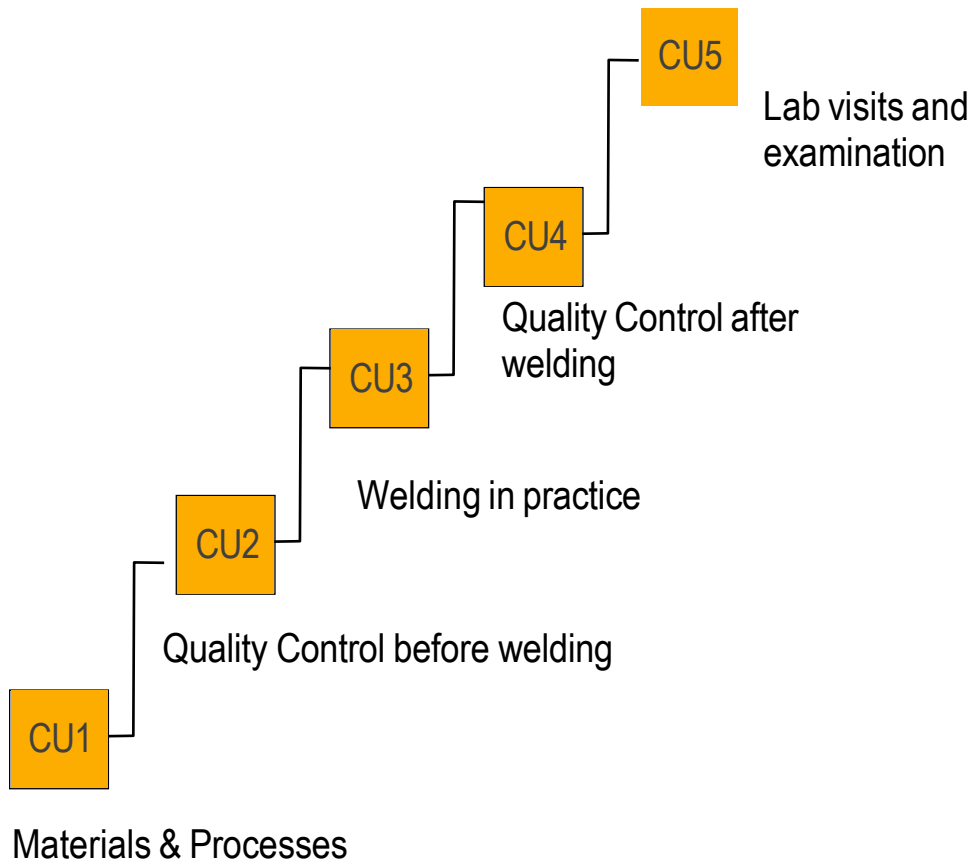 CU5
Lab visits and
examination
CU4
Quality Control after
welding
CU3
Welding in practice
CU2
Quality Control before welding
CU1
Materials & Processes